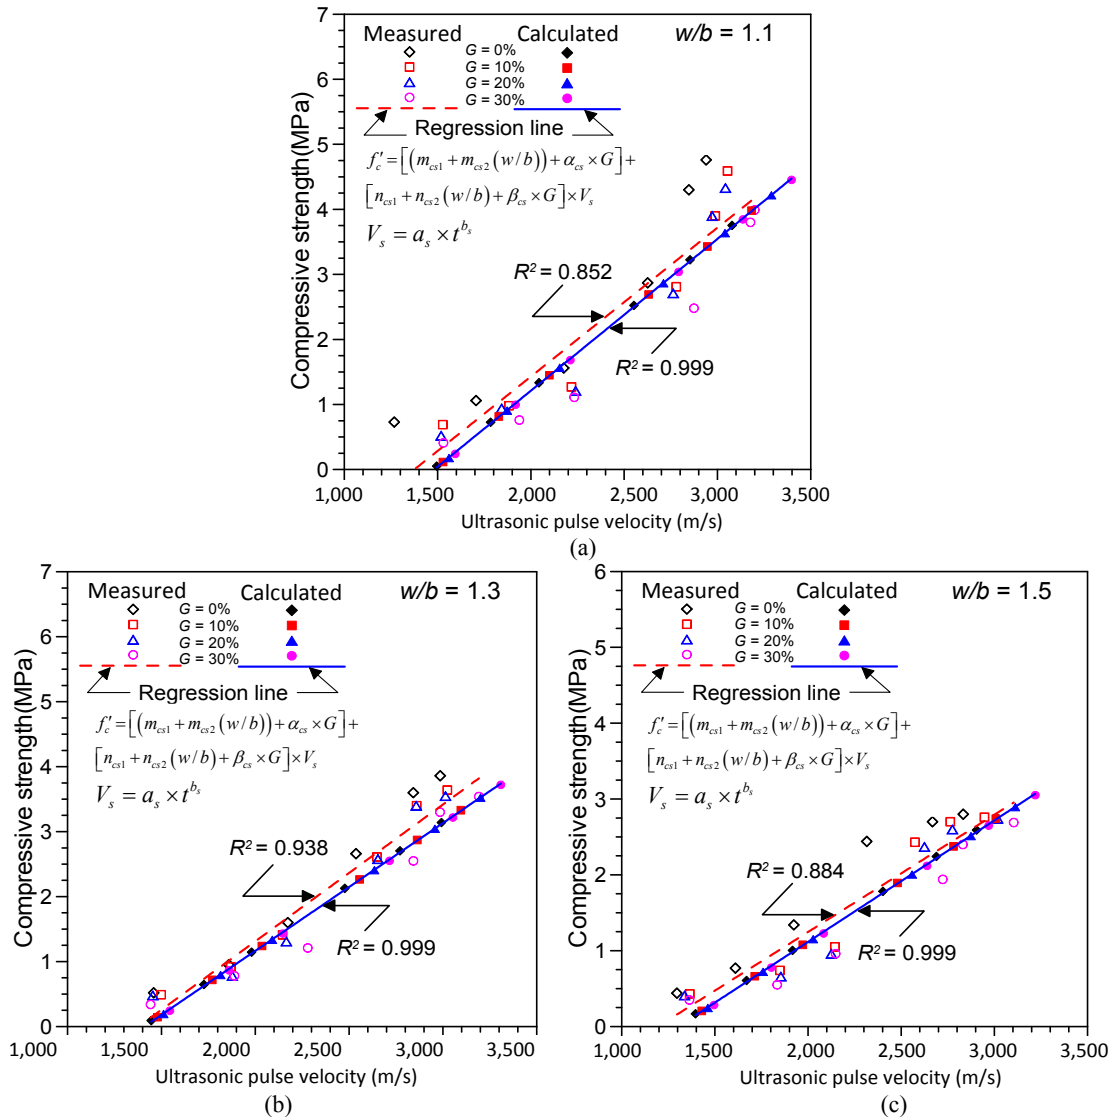 7
6
5
4
3
2
1
0
Compressive strength(MPa)
Measured Calculated w/b = 1.1
G = 0%
G = 10%
G = 20%
G = 30%
Regression line
f′c = [(mcs1 + mcs2 (w/b)) + αcs × G] +
[ncs1 + ncs2 (w/b) + βcs × G] × Vs
Vs = as × t^bs
R² = 0.852
R² = 0.999
1,000 1,500 2,000 2,500 3,000 3,500
Ultrasonic pulse velocity (m/s)
(a)
7
6
5
4
3
2
1
0
Compressive strength(MPa)
Measured Calculated w/b = 1.3
G = 0%
G = 10%
G = 20%
G = 30%
Regression line
f′c = [(mcs1 + mcs2 (w/b)) + αcs × G] +
[ncs1 + ncs2 (w/b) + βcs × G] × Vs
Vs = as × t^bs
R² = 0.938
R² = 0.999
1,000 1,500 2,000 2,500 3,000 3,500
Ultrasonic pulse velocity (m/s)
(b)
6
5
4
3
2
1
0
Compressive strength(MPa)
Measured Calculated w/b = 1.5
G = 0%
G = 10%
G = 20%
G = 30%
Regression line
f′c = [(mcs1 + mcs2 (w/b)) + αcs × G] +
[ncs1 + ncs2 (w/b) + βcs × G] × Vs
Vs = as × t^bs
R² = 0.884
R² = 0.999
1,000 1,500 2,000 2,500 3,000 3,500
Ultrasonic pulse velocity (m/s)
(c)